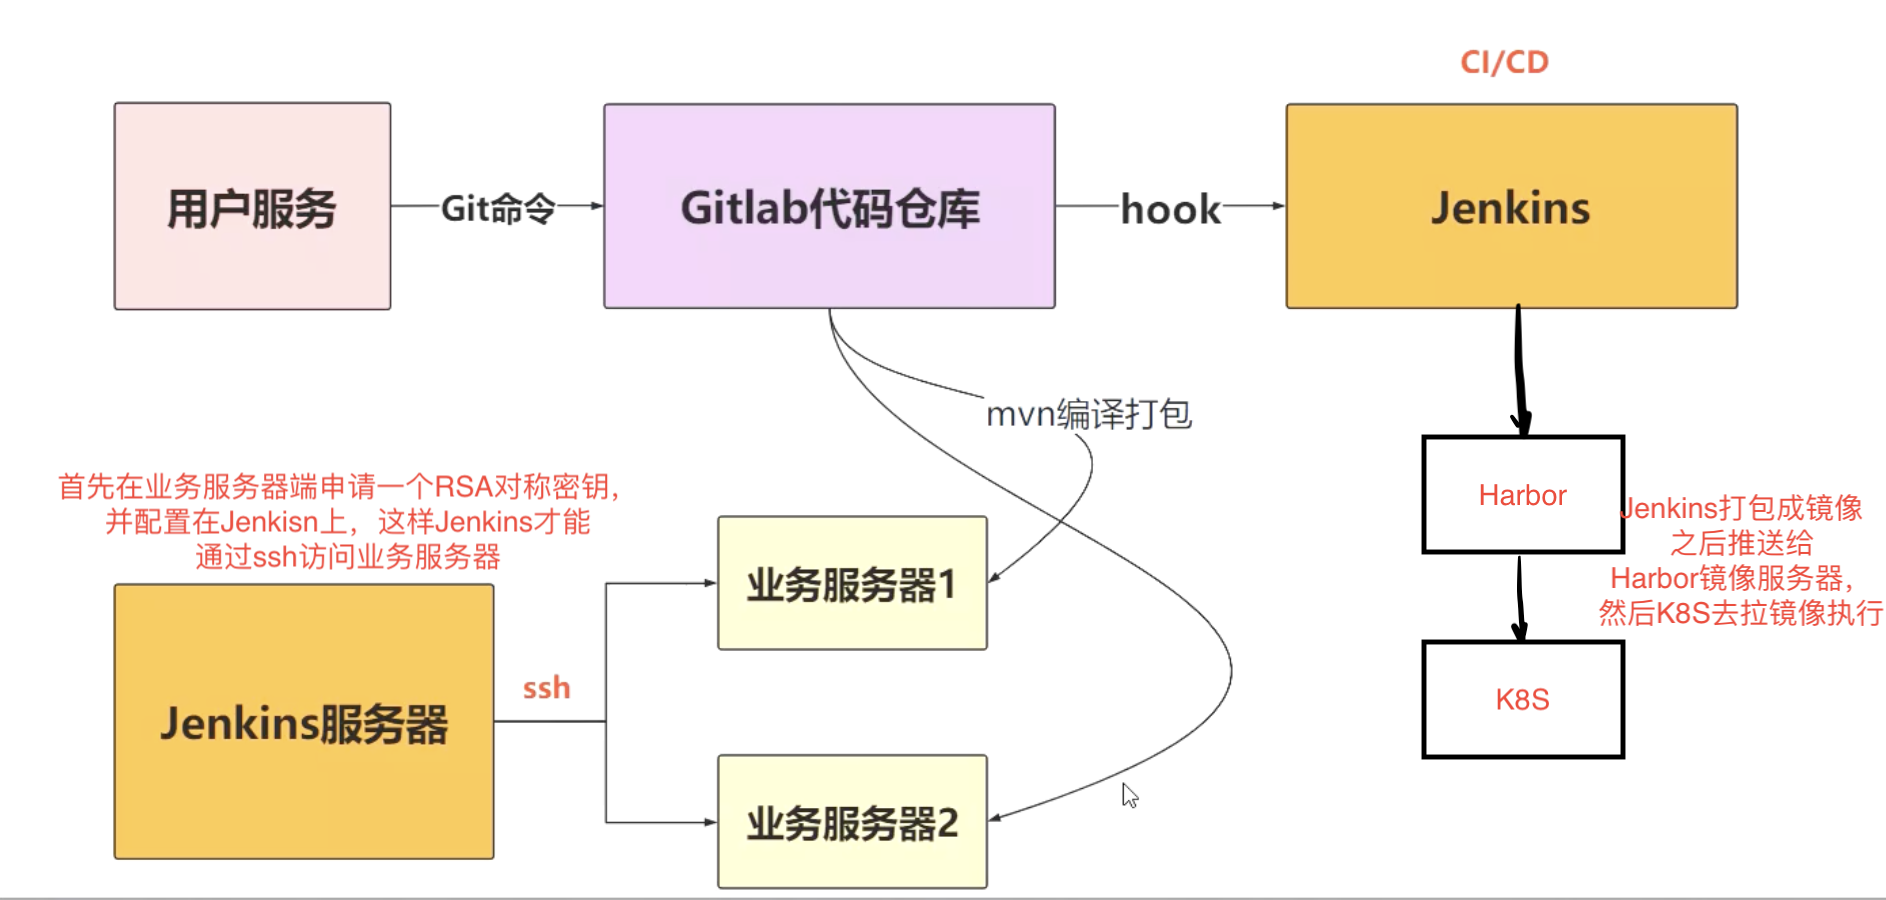 CI/CD
用户服务
Git命令
Gitlab代码仓库
hook
Jenkins
mvn编译打包
首先在业务服务器端申请一个RSA对称密钥,
并配置在Jenkisn上，这样Jenkins才能
通过ssh访问业务服务器
Harbor
Jenkins打包成镜像
之后推送给
Harbor镜像服务器，
然后K8S去拉镜像执行
业务服务器1
ssh
Jenkins服务器
K8S
业务服务器2